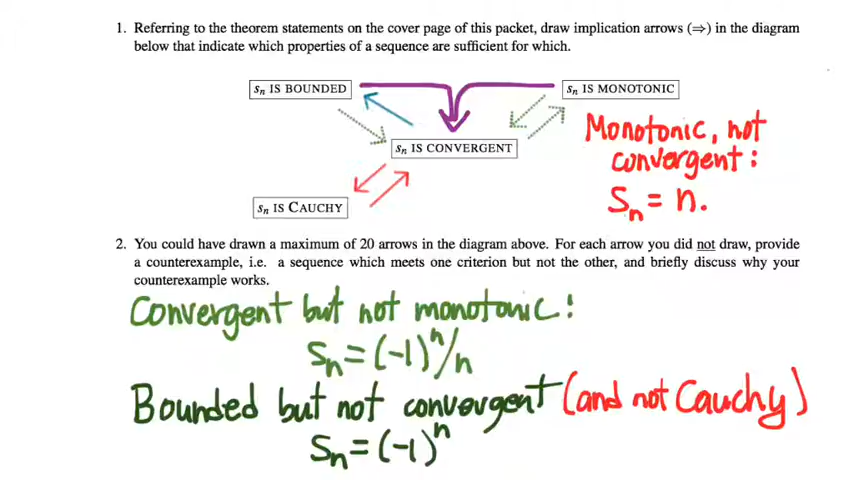 1. Referring to the theorem statements on the cover page of this packet, draw implication arrows (⇒) in the diagram
below that indicate which properties of a sequence are sufficient for which.
sₙ IS BOUNDED
sₙ IS MONOTONIC
Monotonic, not
convergent:
Sₙ = n.
sₙ IS CONVERGENT
sₙ IS CAUCHY
2. You could have drawn a maximum of 20 arrows in the diagram above. For each arrow you did not draw, provide
a counterexample, i.e. a sequence which meets one criterion but not the other, and briefly discuss why your
counterexample works.
Convergent but not monotonic:
Sₙ = (-1)ⁿ/n
Bounded but not convergent (and not Cauchy)
Sₙ = (-1)ⁿ